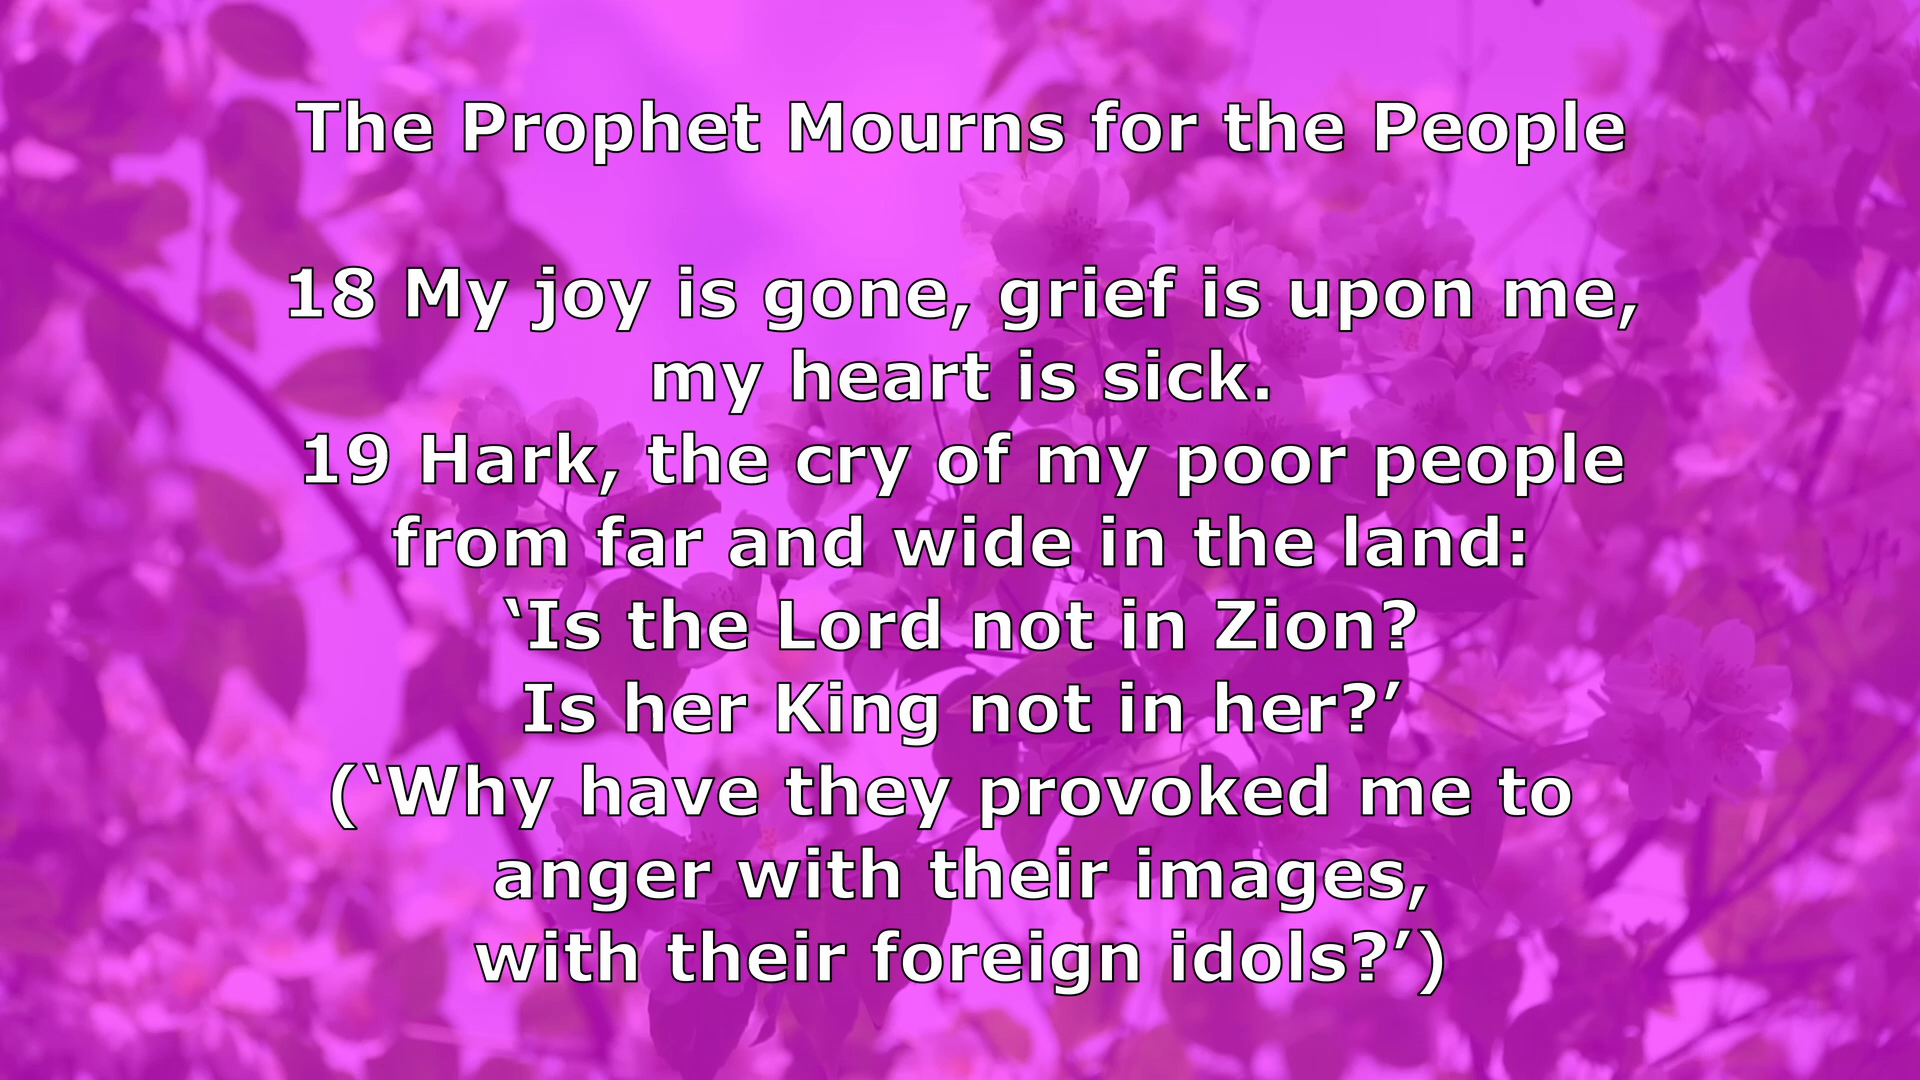 The Prophet Mourns for the People
18 My joy is gone, grief is upon me,
my heart is sick.
19 Hark, the cry of my poor people
from far and wide in the land:
‘Is the Lord not in Zion?
Is her King not in her?’
(‘Why have they provoked me to
anger with their images,
with their foreign idols?’)